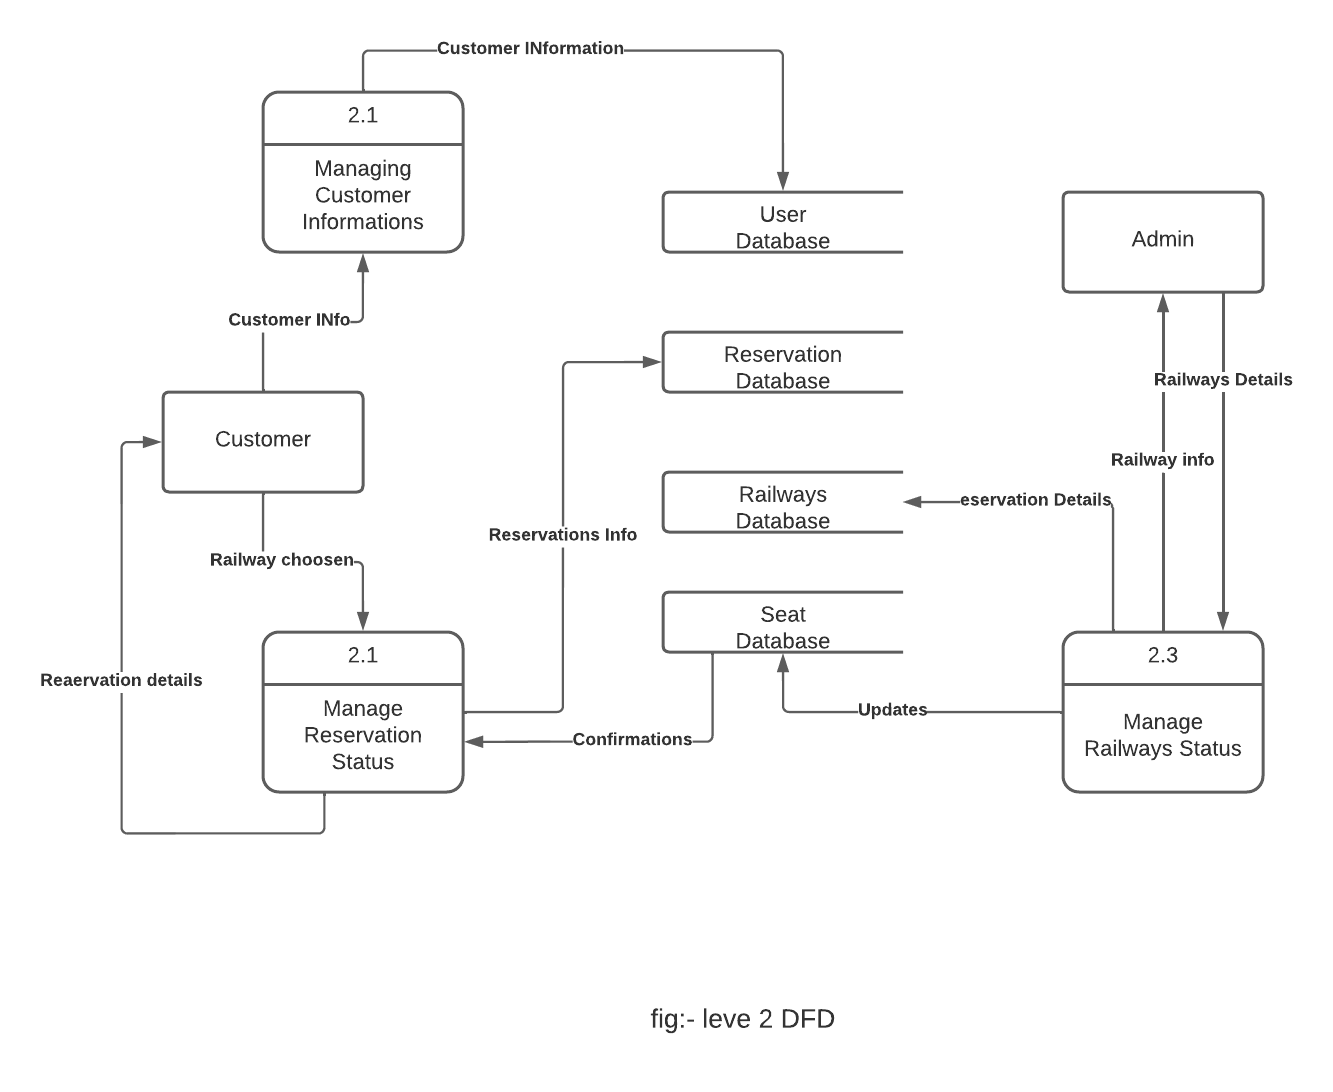 Customer INformation
2.1
Managing
Customer
Informations
User
Database
Admin
Customer INfo
Reservation
Database
Railways Details
Customer
Railway info
Railways
Database
eservation Details
Reservations Info
Railway choosen
Seat
Database
2.1
Manage
Reservation
Status
2.3
Manage
Railways Status
Reaervation details
Updates
Confirmations
fig:- leve 2 DFD